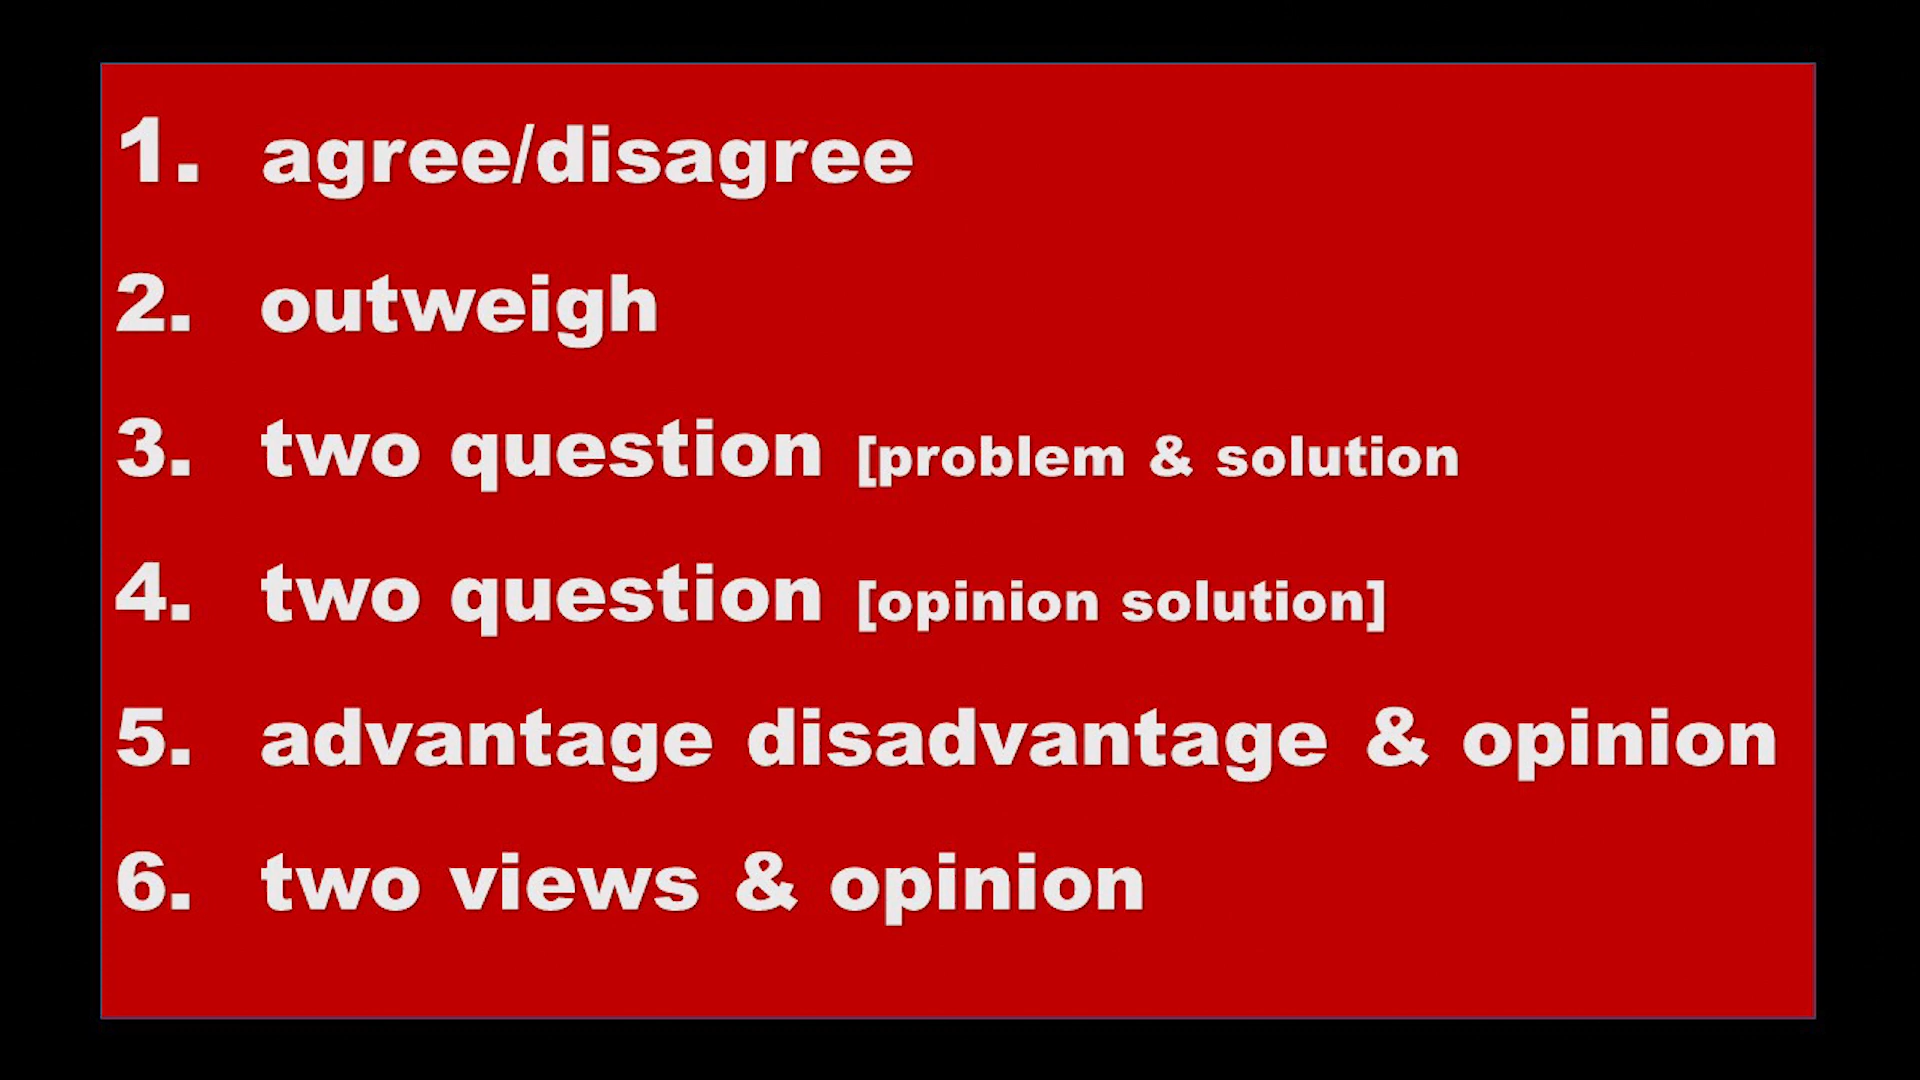 1. agree/disagree
2. outweigh
3. two question [problem & solution
4. two question [opinion solution]
5. advantage disadvantage & opinion
6. two views & opinion